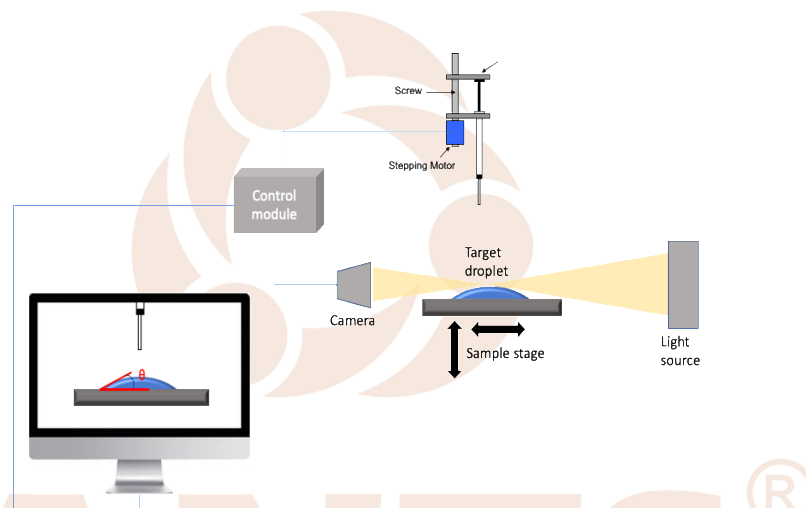 Screw
Stepping Motor
Control
module
Target
droplet
Camera
Sample stage
Light
source
θ
®